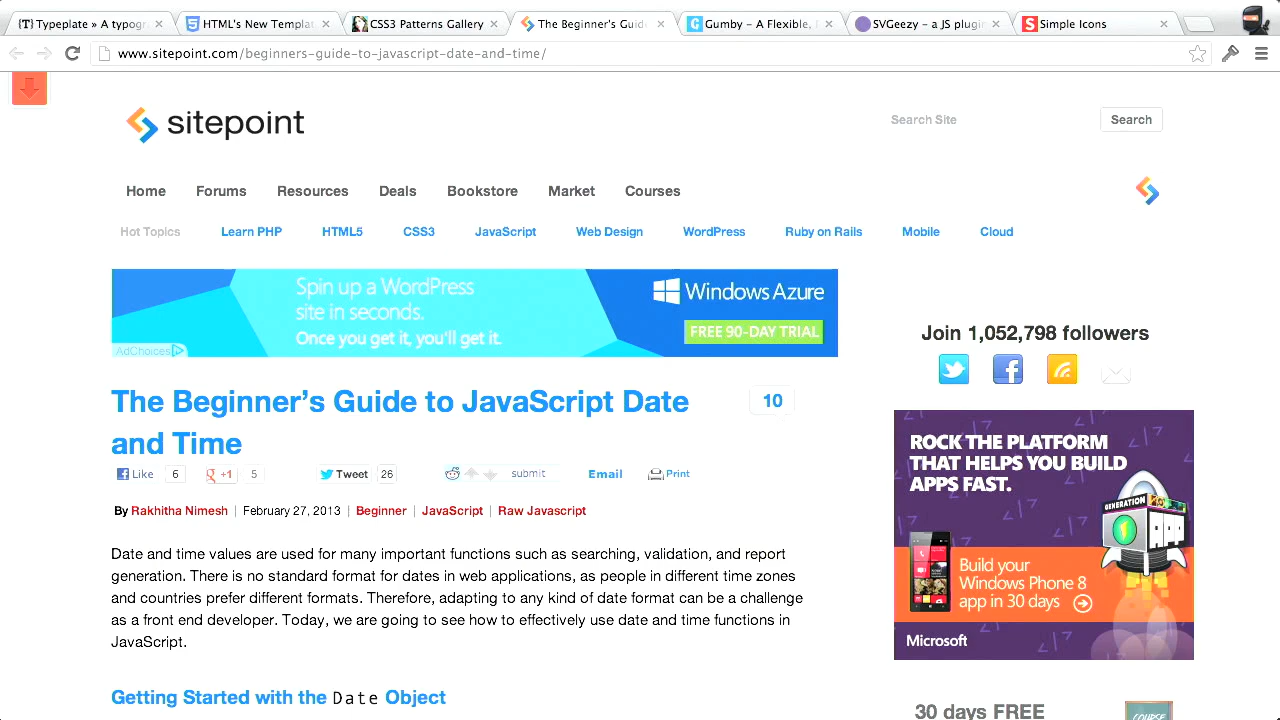 {T} Typeplate » A typogr
HTML's New Templat
CSS3 Patterns Gallery
The Beginner's Guid
Gumby – A Flexible,
SVGeezy – a JS plugin
Simple Icons
www.sitepoint.com/beginners-guide-to-javascript-date-and-time/
sitepoint
Search Site
Search
Home
Forums
Resources
Deals
Bookstore
Market
Courses
Hot Topics
Learn PHP
HTML5
CSS3
JavaScript
Web Design
WordPress
Ruby on Rails
Mobile
Cloud
Spin up a WordPress
site in seconds.
Once you get it, you'll get it.
Windows Azure
FREE 90-DAY TRIAL
AdChoices
Join 1,052,798 followers
The Beginner's Guide to JavaScript Date
and Time
10
Like 6
+1 5
Tweet 26
submit
Email
Print
By Rakhitha Nimesh | February 27, 2013 | Beginner | JavaScript | Raw Javascript
Date and time values are used for many important functions such as searching, validation, and report
generation. There is no standard format for dates in web applications, as people in different time zones
and countries prefer different formats. Therefore, adapting to any kind of date format can be a challenge
as a front end developer. Today, we are going to see how to effectively use date and time functions in
JavaScript.
Getting Started with the Date Object
ROCK THE PLATFORM
THAT HELPS YOU BUILD
APPS FAST.
GENERATION
APP
Build your
Windows Phone 8
app in 30 days
Microsoft
30 days FREE
COURSE